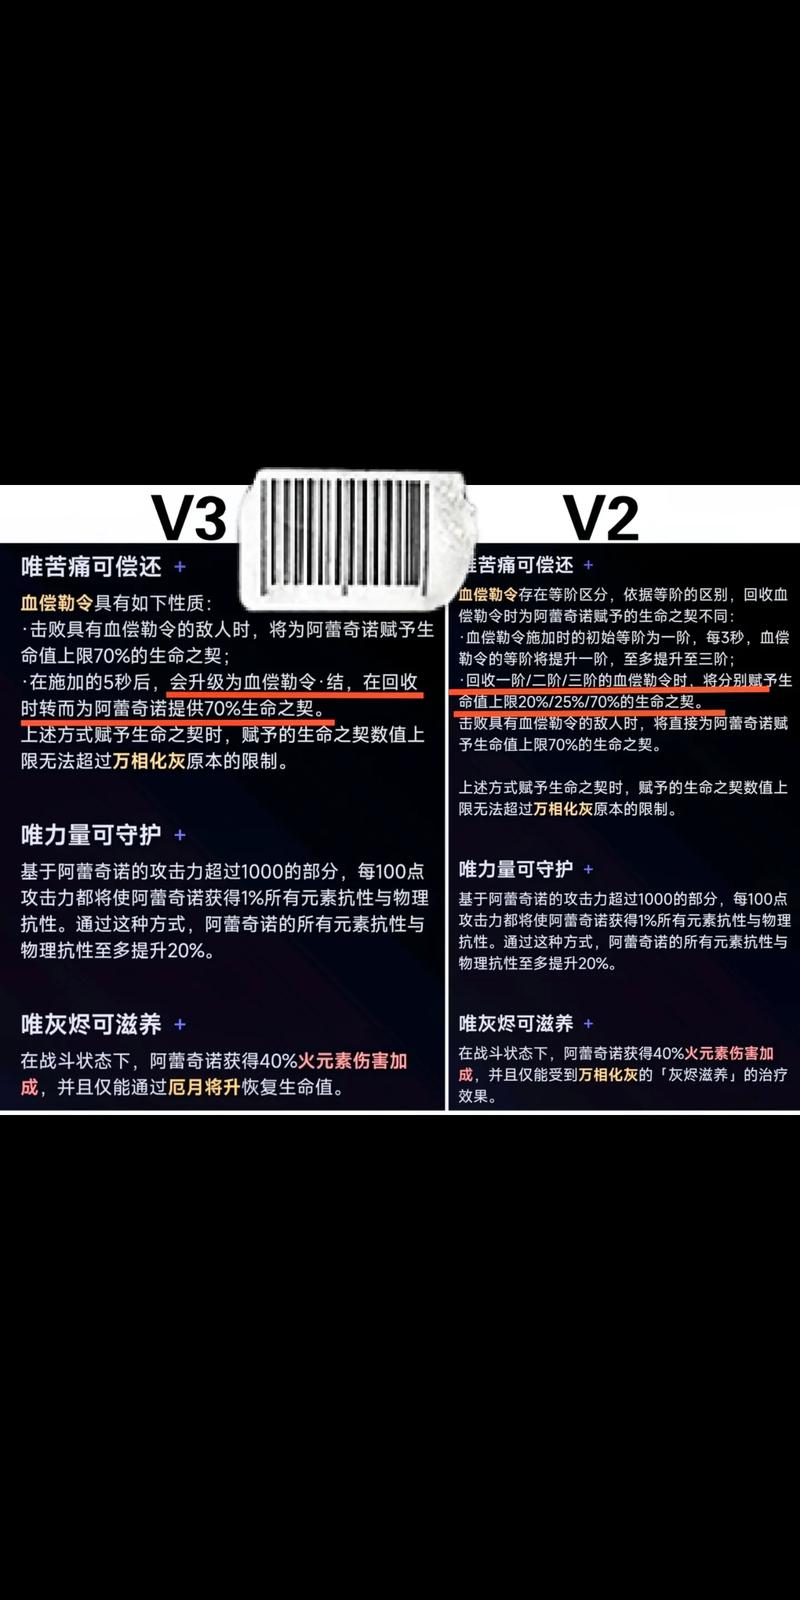 V3
唯苦痛可偿还 +
血偿勒令具有如下性质：
·击败具有血偿勒令的敌人时，将为阿蕾奇诺赋予生
命值上限70%的生命之契；
·在施加的5秒后，会升级为血偿勒令·结，在回收
时转而为阿蕾奇诺提供70%生命之契。
上述方式赋予生命之契时，赋予的生命之契数值上
限无法超过万相化灰原本的限制。
唯力量可守护 +
基于阿蕾奇诺的攻击力超过1000的部分，每100点
攻击力都将使阿蕾奇诺获得1%所有元素抗性与物理
抗性。通过这种方式，阿蕾奇诺的所有元素抗性与
物理抗性至多提升20%。
唯灰烬可滋养 +
在战斗状态下，阿蕾奇诺获得40%火元素伤害加
成，并且仅能通过厄月将升恢复生命值。
V2
唯苦痛可偿还 +
血偿勒令存在等阶区分，依据等阶的区别，回收血
偿勒令时为阿蕾奇诺赋予的生命之契不同：
·血偿勒令施加时的初始等阶为一阶，每3秒，血偿
勒令的等阶将提升一阶，至多提升至三阶；
·回收一阶/二阶/三阶的血偿勒令时，将分别赋予生
命值上限20%/25%/70%的生命之契。
击败具有血偿勒令的敌人时，将直接为阿蕾奇诺赋
予生命值上限70%的生命之契。
上述方式赋予生命之契时，赋予的生命之契数值上
限无法超过万相化灰原本的限制。
唯力量可守护 +
基于阿蕾奇诺的攻击力超过1000的部分，每100点
攻击力都将使阿蕾奇诺获得1%所有元素抗性与物理
抗性。通过这种方式，阿蕾奇诺的所有元素抗性与
物理抗性至多提升20%。
唯灰烬可滋养 +
在战斗状态下，阿蕾奇诺获得40%火元素伤害加
成，并且仅能受到万相化灰的「灰烬滋养」的治疗
效果。